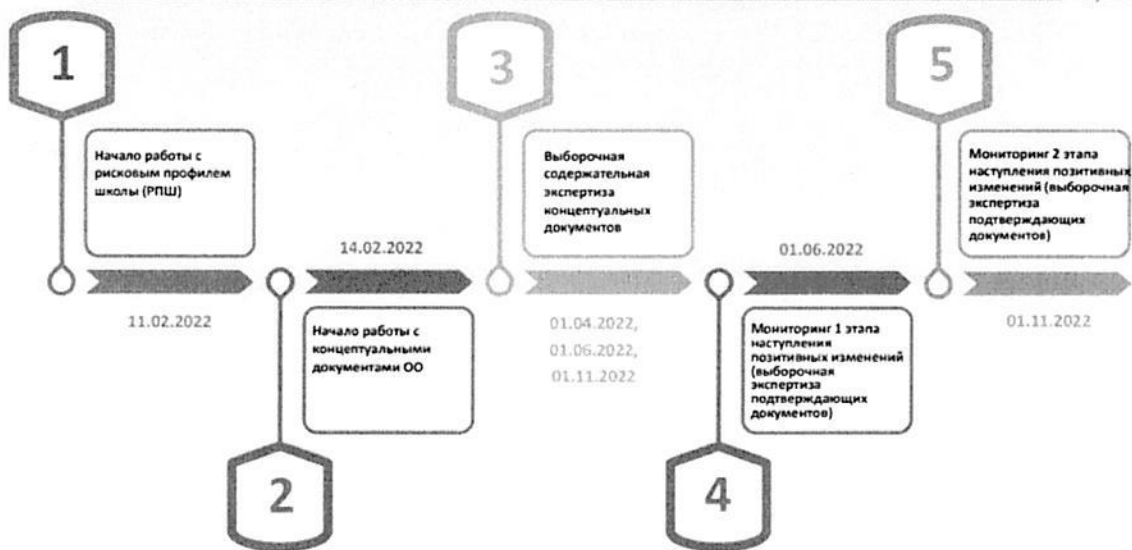 1
Начало работы с
рисковым профилем
школы (РПШ)
11.02.2022
2
14.02.2022
Начало работы с
концептуальными
документами ОО
3
Выборочная
содержательная
экспертиза
концептуальных
документов
01.04.2022,
01.06.2022,
01.11.2022
4
01.06.2022
Мониторинг 1 этапа
наступления
позитивных изменений
(выборочная
экспертиза
подтверждающих
документов)
5
Мониторинг 2 этапа
наступления позитивных
изменений (выборочная
экспертиза
подтверждающих
документов)
01.11.2022